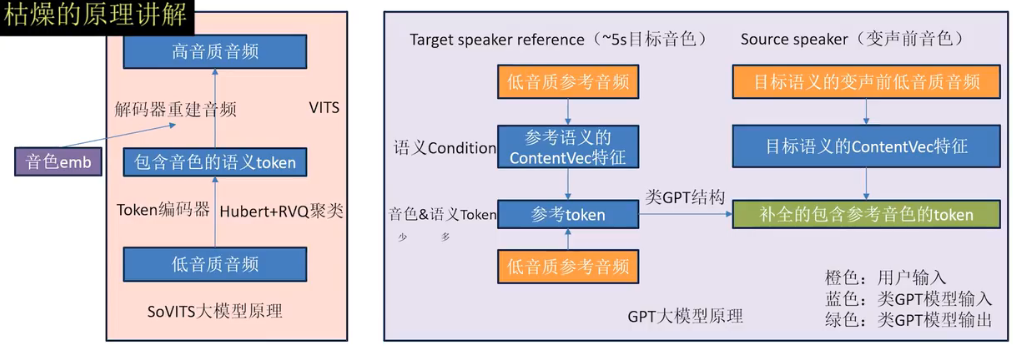 枯燥的原理讲解
高音质音频
解码器重建音频
VITS
音色emb
包含音色的语义token
Token编码器
Hubert+RVQ聚类
低音质音频
SoVITS大模型原理
Target speaker reference（~5s目标音色）
Source speaker（变声前音色）
低音质参考音频
目标语义的变声前低音质音频
语义Condition
参考语义的
ContentVec特征
目标语义的ContentVec特征
类GPT结构
音色&语义Token
少 多
参考token
补全的包含参考音色的token
低音质参考音频
橙色：用户输入
蓝色：类GPT模型输入
绿色：类GPT模型输出
GPT大模型原理